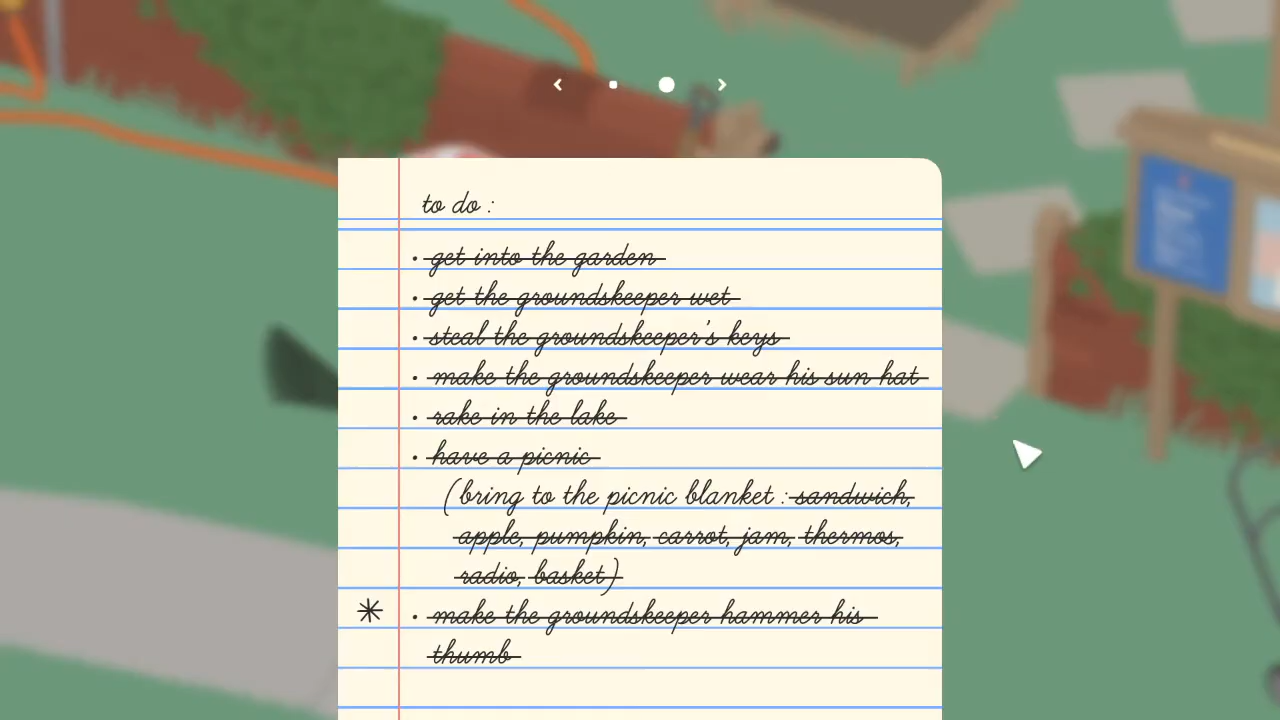 to do :
• get into the garden
• get the groundskeeper wet
• steal the groundskeeper's keys
• make the groundskeeper wear his sun hat
• rake in the lake
• have a picnic
(bring to the picnic blanket : sandwich,
apple, pumpkin, carrot, jam, thermos,
radio, basket)
• make the groundskeeper hammer his
thumb